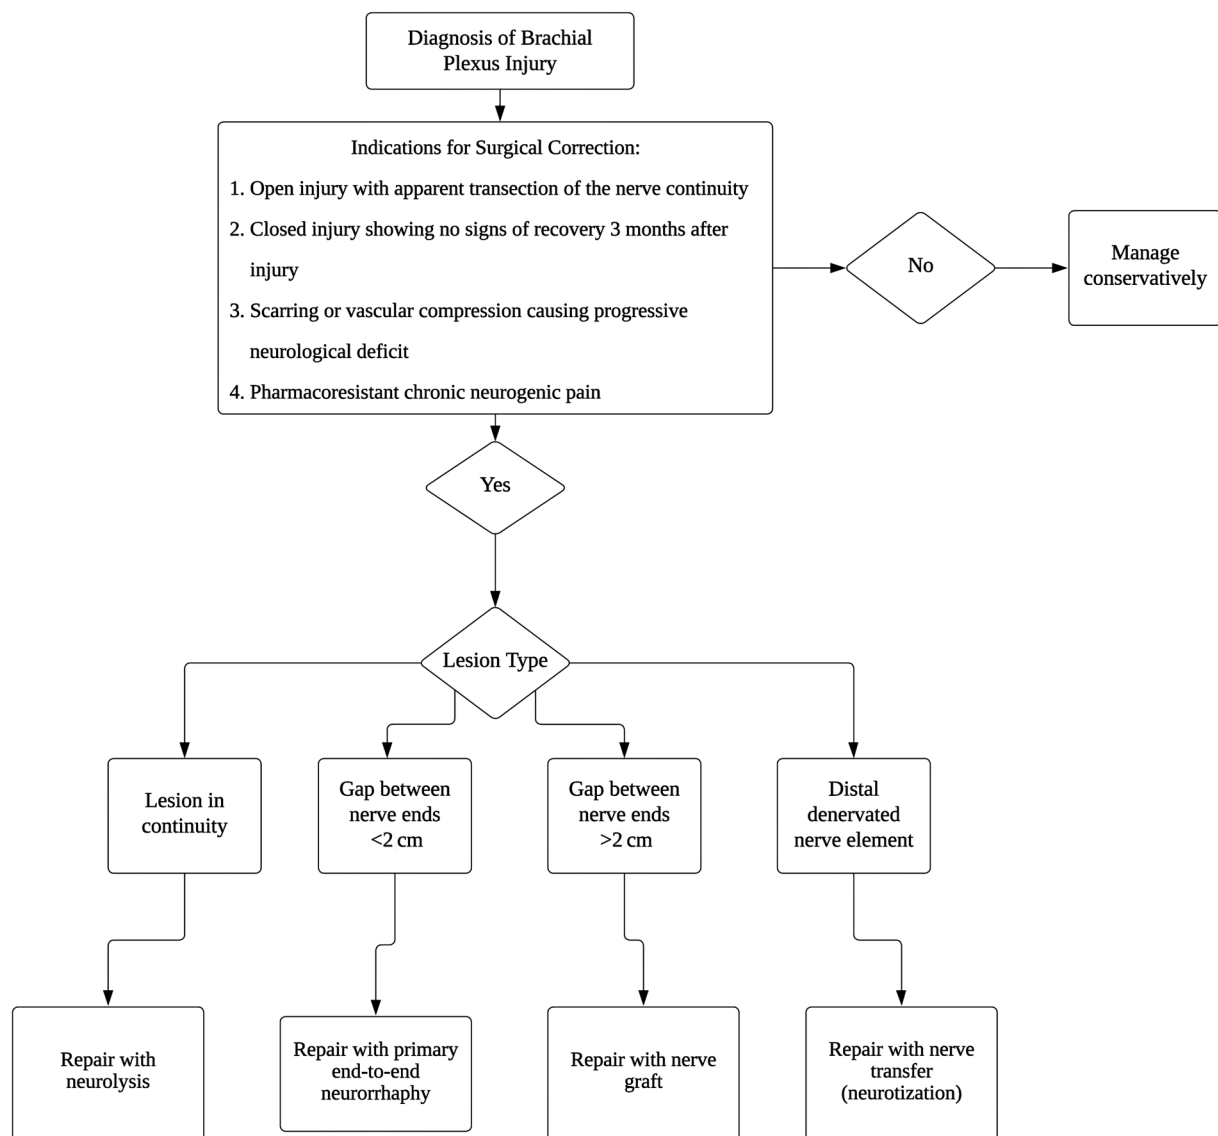 Diagnosis of Brachial
Plexus Injury
Indications for Surgical Correction:
1. Open injury with apparent transection of the nerve continuity
2. Closed injury showing no signs of recovery 3 months after
injury
3. Scarring or vascular compression causing progressive
neurological deficit
4. Pharmacoresistant chronic neurogenic pain
No
Manage
conservatively
Yes
Lesion Type
Lesion in
continuity
Gap between
nerve ends
<2 cm
Gap between
nerve ends
>2 cm
Distal
denervated
nerve element
Repair with
neurolysis
Repair with primary
end-to-end
neurorrhaphy
Repair with nerve
graft
Repair with nerve
transfer
(neurotization)